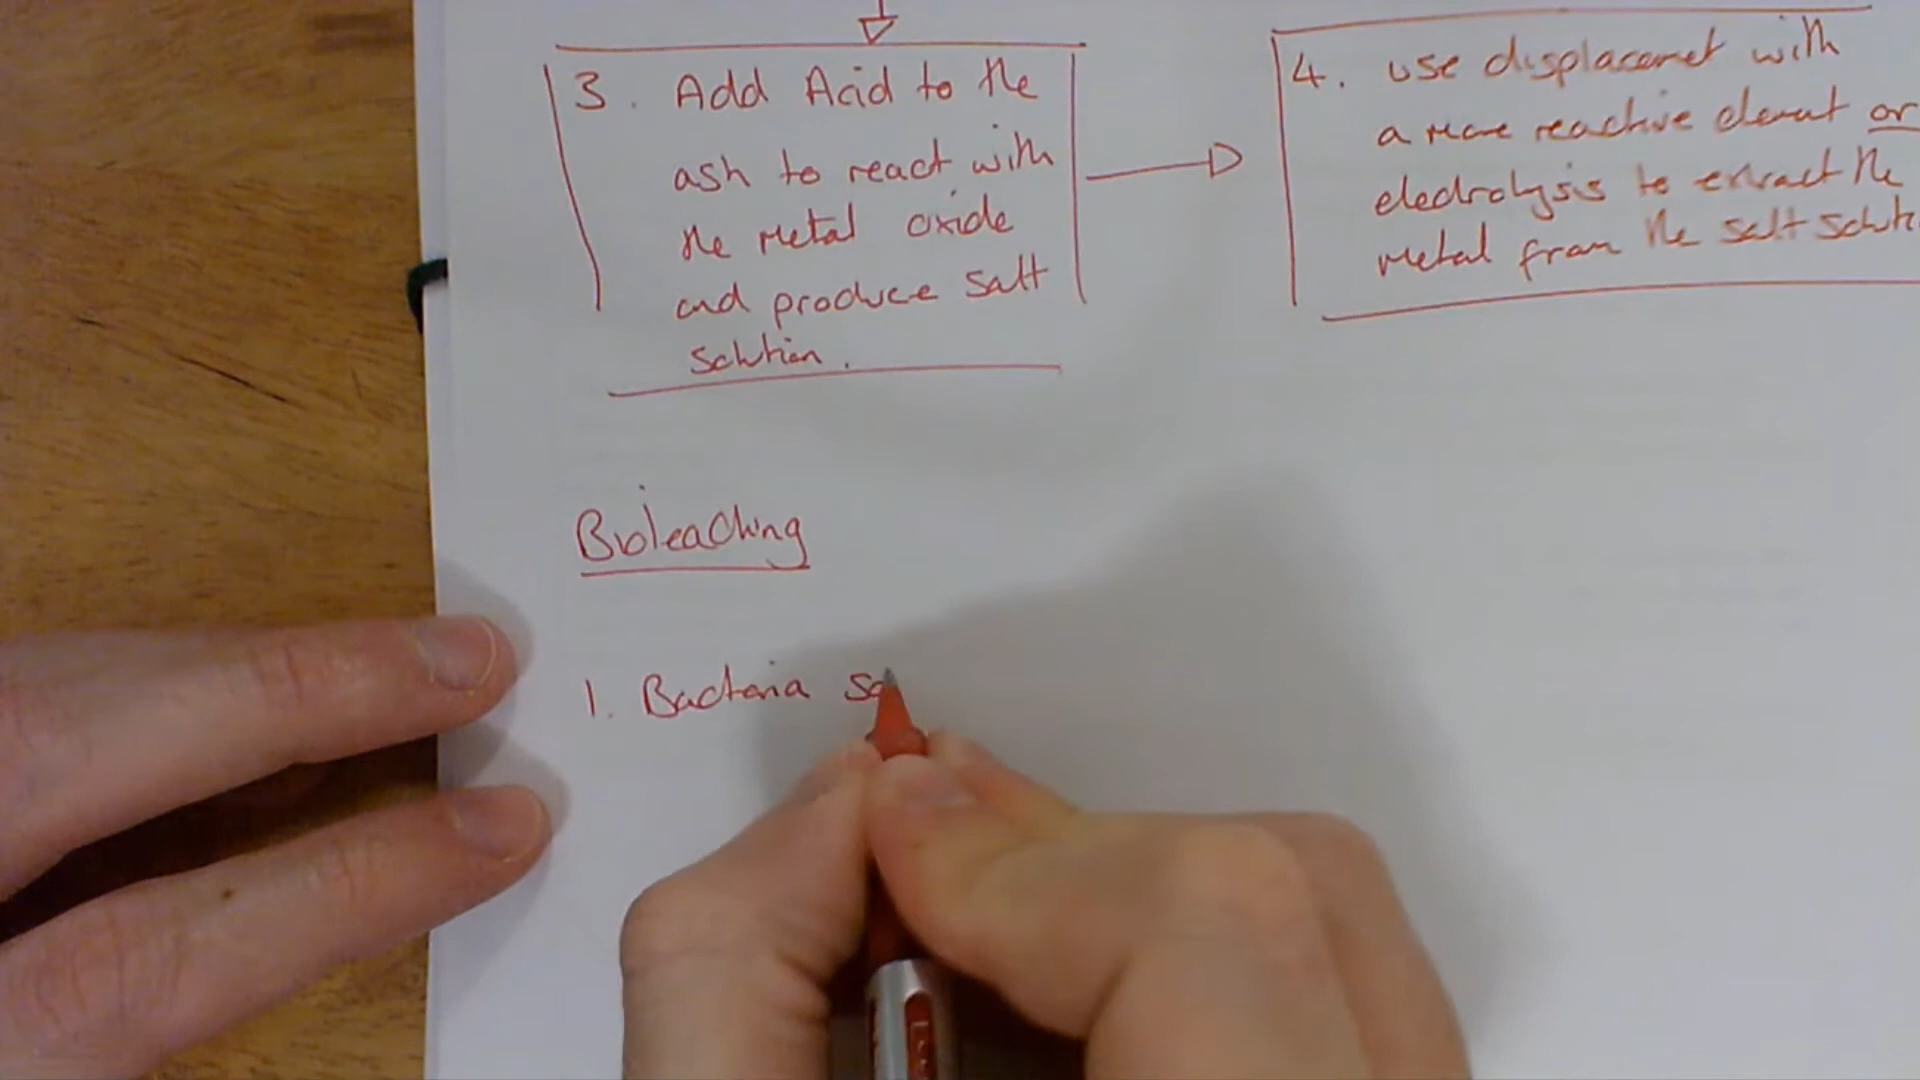 3. Add Acid to the
ash to react with
the metal oxide
and produce salt
solution.
4. use displacement with
a more reactive element or
electrolysis to extract the
metal from the salt
Bioleaching
1. Bacteria